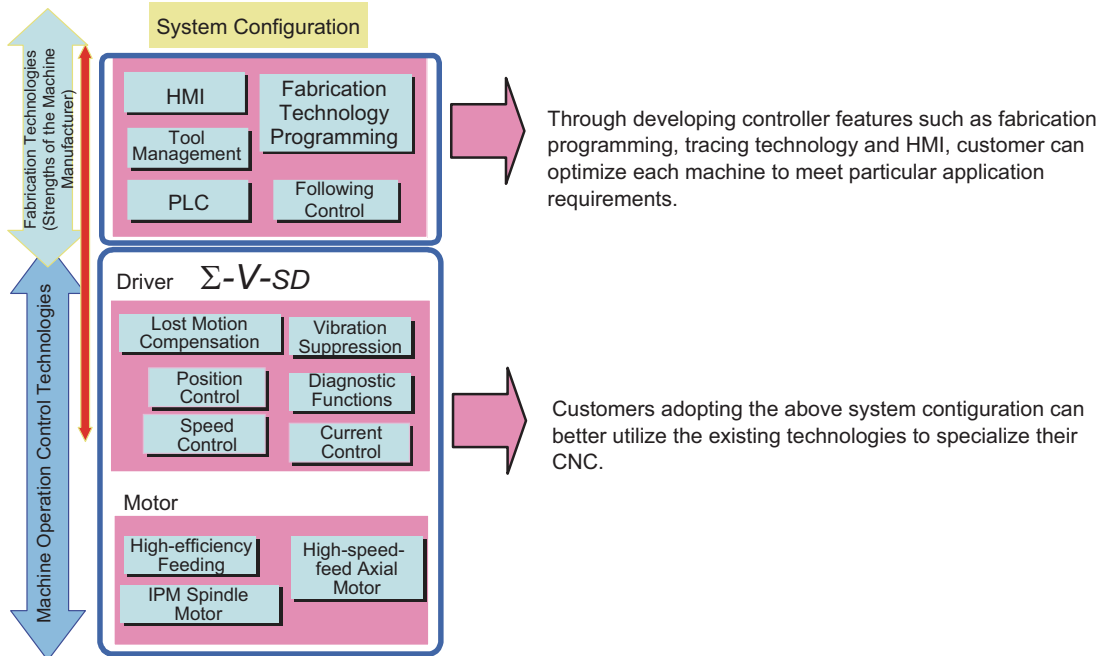 System Configuration
Fabrication Technologies
(Strengths of the Machine
Manufacturer)
HMI
Fabrication
Technology
Programming
Tool
Management
PLC
Following
Control
Through developing controller features such as fabrication
programming, tracing technology and HMI, customer can
optimize each machine to meet particular application
requirements.
Machine Operation Control Technologies
Driver Σ-V-SD
Lost Motion
Compensation
Vibration
Suppression
Position
Control
Diagnostic
Functions
Speed
Control
Current
Control
Customers adopting the above system contiguration can
better utilize the existing technologies to specialize their
CNC.
Motor
High-efficiency
Feeding
High-speed-
feed Axial
Motor
IPM Spindle
Motor